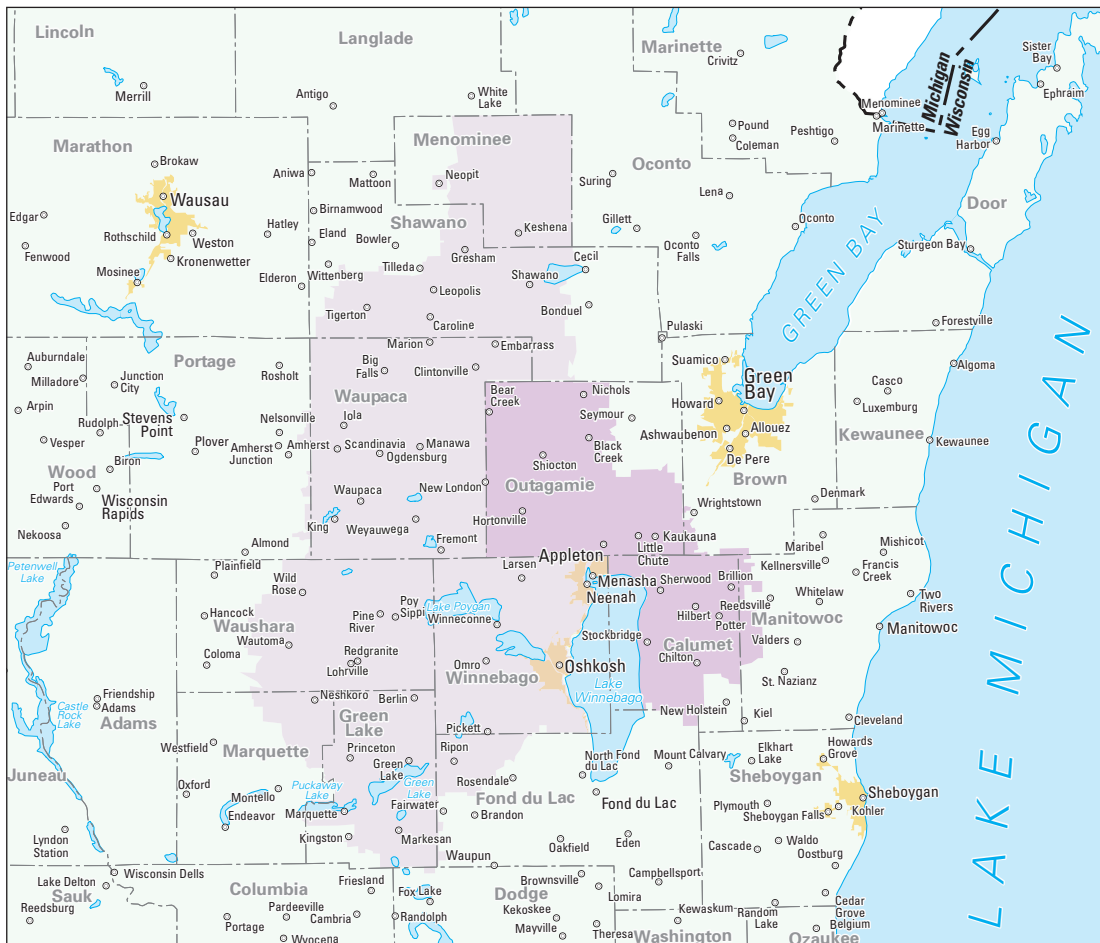 Lincoln
Langlade
Marinette
Crivitz
Sister
Bay
Ephraim
Merrill
Antigo
White
Lake
Menominee
Marinette
Michigan
Wisconsin
Egg
Harbor
Marathon
Brokaw
Menominee
Pound
Coleman
Peshtigo
Oconto
Aniwa
Mattoon
Neopit
Suring
Lena
Wausau
Edgar
Birnamwood
Shawano
Door
Rothschild
Weston
Hatley
Eland
Bowler
Keshena
Gillett
Oconto
Fenwood
Kronenwetter
Gresham
Cecil
Oconto
Falls
Sturgeon Bay
Mosinee
Elderon
Wittenberg
Tilleda
Shawano
GREEN BAY
Leopolis
Tigerton
Caroline
Bonduel
Pulaski
Forestville
Auburndale
Portage
Marion
Embarrass
Suamico
Algoma
Milladore
Junction
City
Rosholt
Big
Falls
Clintonville
Green
Bay
Casco
Arpin
Waupaca
Bear
Creek
Nichols
Howard
Luxemburg
Rudolph
Stevens
Point
Nelsonville
Iola
Seymour
Allouez
Ashwaubenon
Kewaunee
Kewaunee
Vesper
Plover
Amherst
Junction
Amherst
Scandinavia
Ogdensburg
Manawa
Black
Creek
De Pere
Wood
Biron
Shiocton
Brown
Port
Edwards
Wisconsin
Rapids
Waupaca
New London
Outagamie
Wrightstown
Denmark
Nekoosa
King
Weyauwega
Hortonville
Almond
Fremont
Appleton
Little
Chute
Kaukauna
Maribel
Mishicot
Petenwell
Lake
Plainfield
Wild
Rose
Larsen
Menasha
Neenah
Sherwood
Brillion
Kellnersville
Francis
Creek
Hancock
Waushara
Pine
River
Poy
Sippi
Lake Poygan
Winneconne
Hilbert
Reedsville
Potter
Whitelaw
Two
Rivers
Manitowoc
Manitowoc
Wautoma
Stockbridge
Calumet
Valders
Coloma
Redgranite
Lohrville
Omro
Winnebago
Oshkosh
Chilton
St. Nazianz
Lake
Winnebago
LAKE MICHIGAN
Friendship
Adams
Adams
Castle
Rock
Lake
Neshkoro
Berlin
New Holstein
Kiel
Cleveland
Green
Lake
Pickett
Westfield
Marquette
Princeton
Green
Lake
Ripon
North Fond
du Lac
Mount Calvary
Elkhart
Lake
Howards
Grove
Juneau
Oxford
Montello
Puckaway
Lake
Green
Lake
Rosendale
Fond du Lac
Fond du Lac
Sheboygan
Sheboygan
Endeavor
Marquette
Fairwater
Brandon
Plymouth
Sheboygan Falls
Kohler
Lyndon
Station
Kingston
Markesan
Oakfield
Eden
Cascade
Waldo
Oostburg
Wisconsin Dells
Waupun
Lake Delton
Sauk
Columbia
Friesland
Fox Lake
Dodge
Brownsville
Campbellsport
Lomira
Reedsburg
Portage
Pardeeville
Cambria
Randolph
Kekoskee
Kewaskum
Random
Lake
Cedar
Grove
Belgium
Wyocena
Mayville
Theresa
Washington
Ozaukee